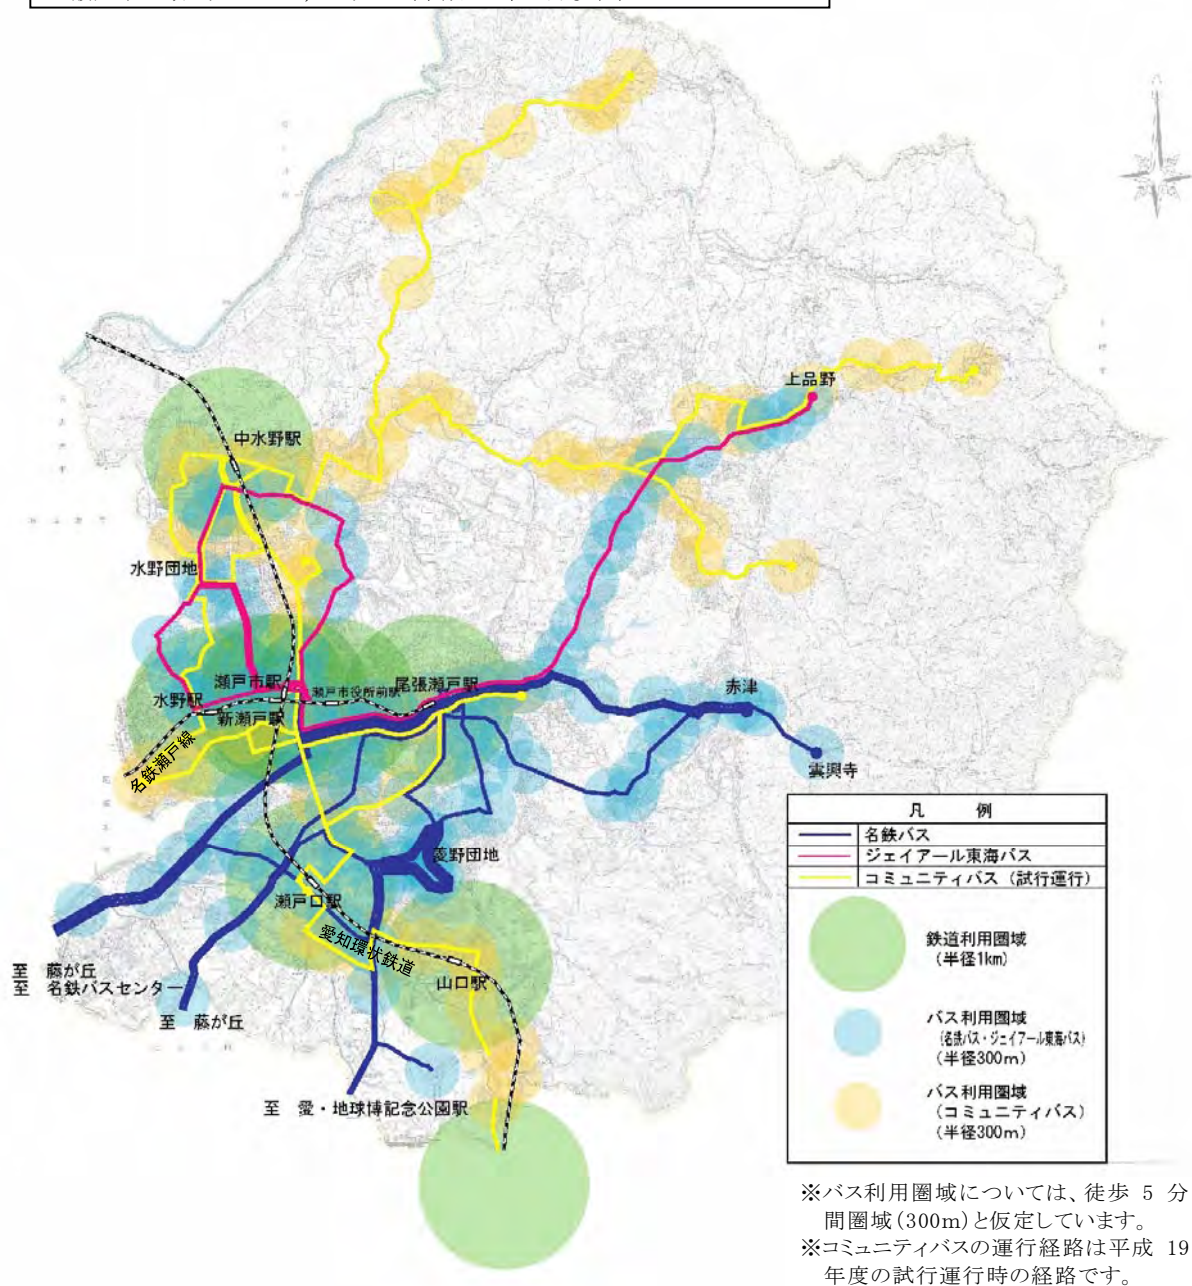 上品野
中水野駅
水野団地
瀬戸市駅
瀬戸市役所前駅
尾張瀬戸駅
水野駅
新瀬戸駅
赤津
雲興寺
名鉄瀬戸線
菱野団地
瀬戸口駅
愛知環状鉄道
山口駅
至 藤が丘
至 名鉄バスセンター
至 藤が丘
至 愛・地球博記念公園駅
凡 例
名鉄バス
ジェイアール東海バス
コミュニティバス（試行運行）
鉄道利用圏域
（半径1km）
バス利用圏域
（名鉄バス・ジェイアール東海バス）
（半径300m）
バス利用圏域
（コミュニティバス）
（半径300m）
※バス利用圏域については、徒歩 5 分
間圏域(300m)と仮定しています。
※コミュニティバスの運行経路は平成 19
年度の試行運行時の経路です。